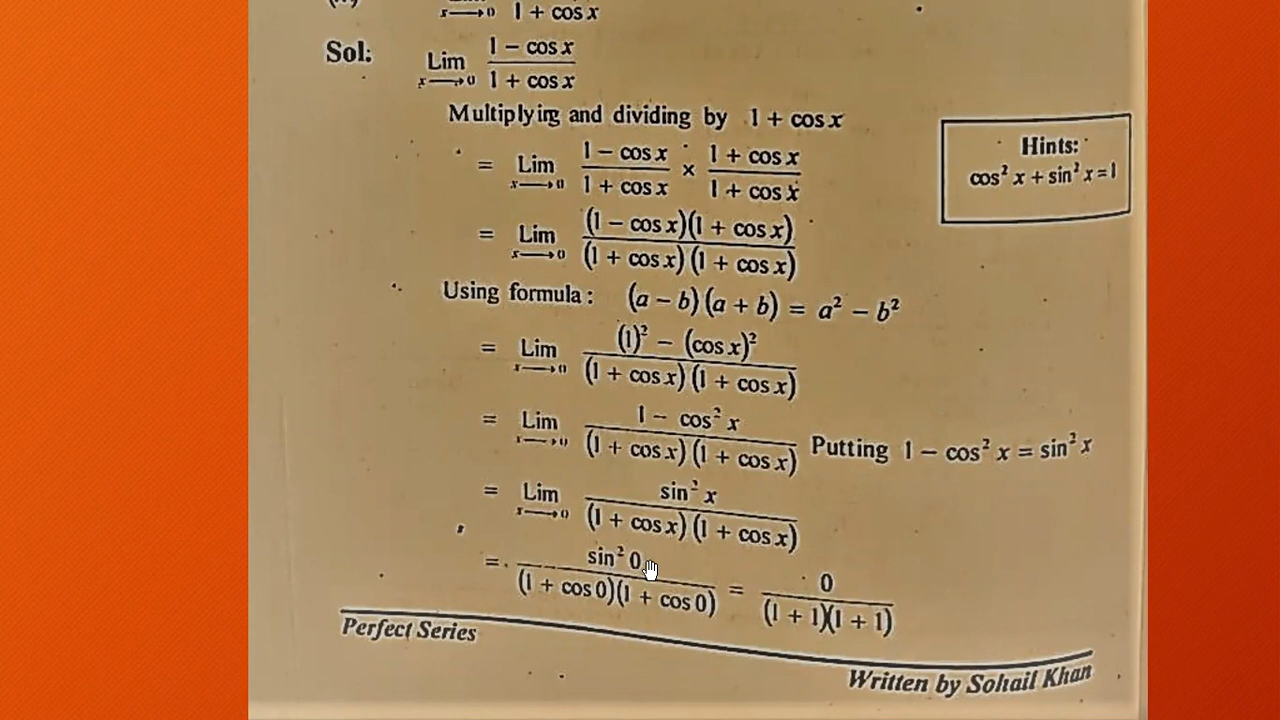 x→0 1 + cos x
Sol: Lim x→0 (1 − cos x)/(1 + cos x)
Multiplying and dividing by 1 + cos x
= Lim x→0 (1 − cos x)/(1 + cos x) × (1 + cos x)/(1 + cos x)
Hints:
cos² x + sin² x = 1
= Lim x→0 ((1 − cos x)(1 + cos x))/((1 + cos x)(1 + cos x))
Using formula: (a − b)(a + b) = a² − b²
= Lim x→0 ((1)² − (cos x)²)/((1 + cos x)(1 + cos x))
= Lim x→0 (1 − cos² x)/((1 + cos x)(1 + cos x)) Putting 1 − cos² x = sin² x
= Lim x→0 (sin² x)/((1 + cos x)(1 + cos x))
= (sin² 0)/((1 + cos 0)(1 + cos 0)) = 0/((1 + 1)(1 + 1))
Perfect Series
Written by Sohail Khan